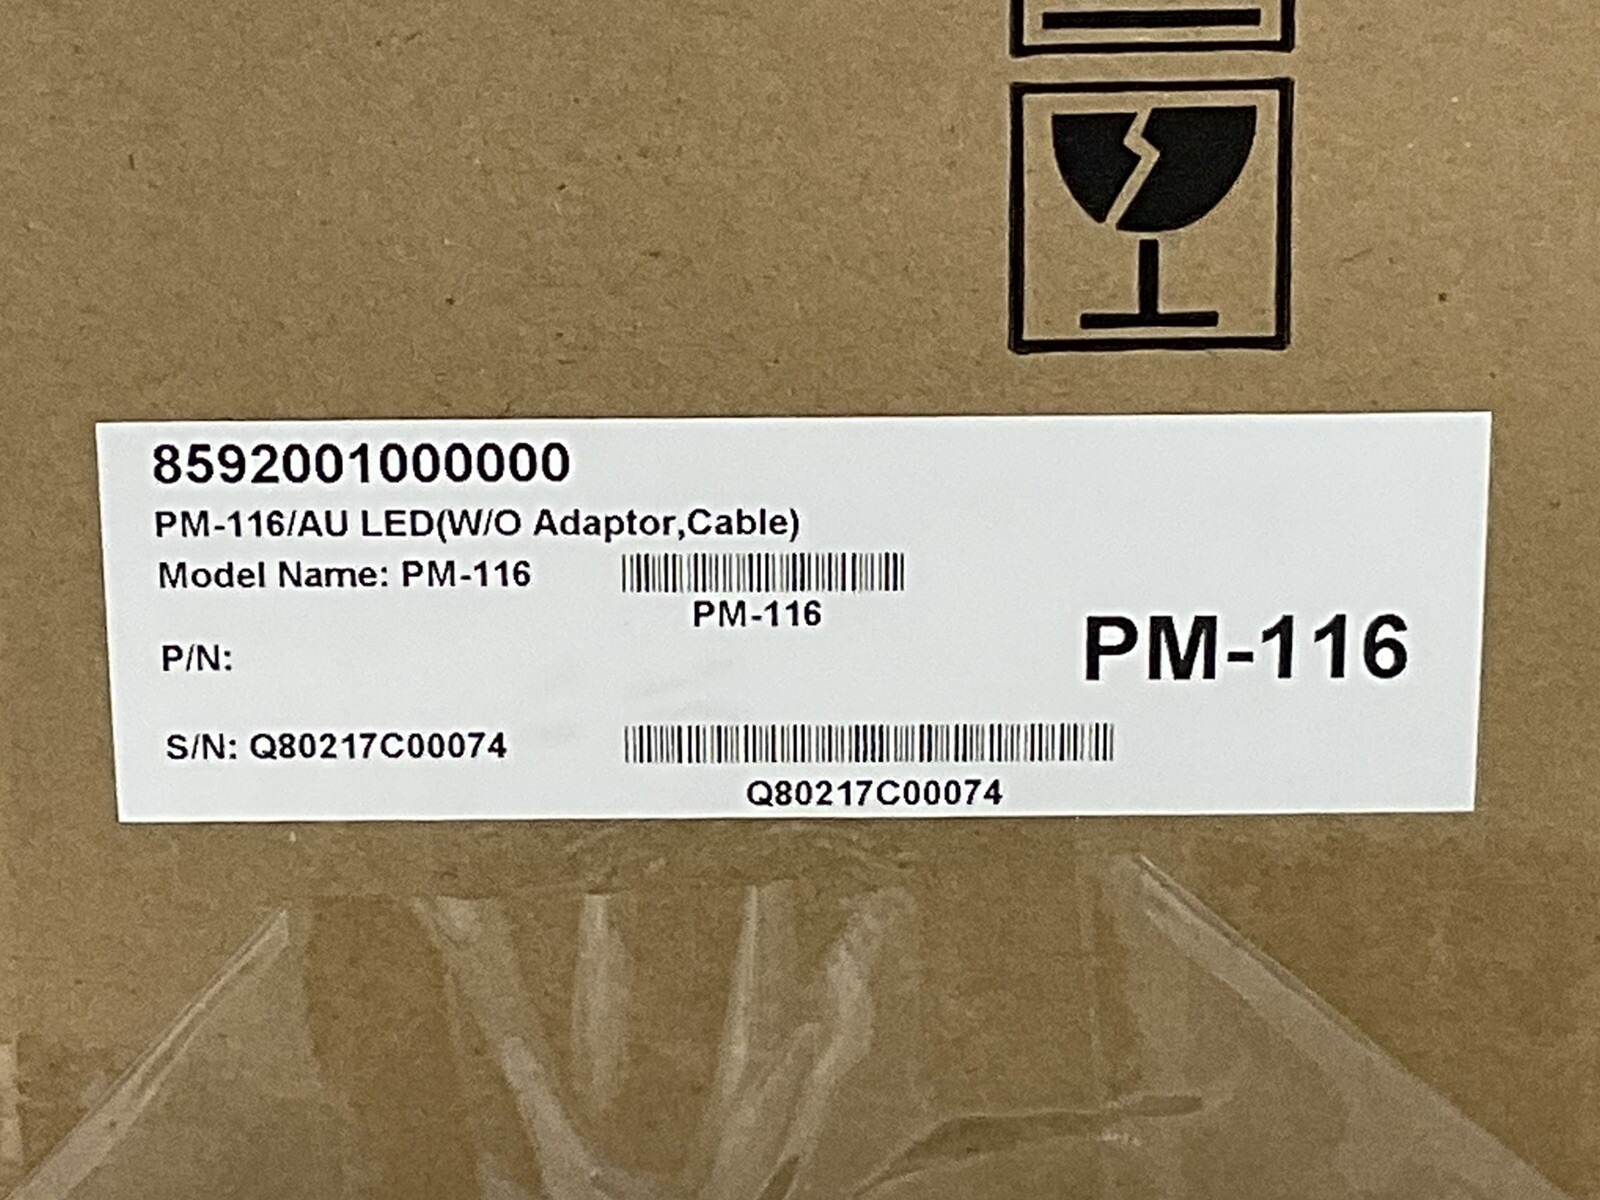 8592001000000
PM-116/AU LED(W/O Adaptor,Cable)
Model Name: PM-116
PM-116
PM-116
P/N:
S/N: Q80217C00074
Q80217C00074